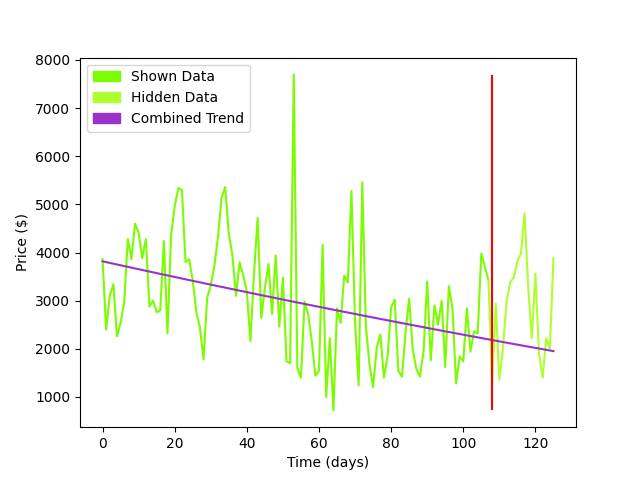 8000
7000
6000
5000
4000
3000
2000
1000
Price ($)
Shown Data
Hidden Data
Combined Trend
0 20 40 60 80 100 120
Time (days)